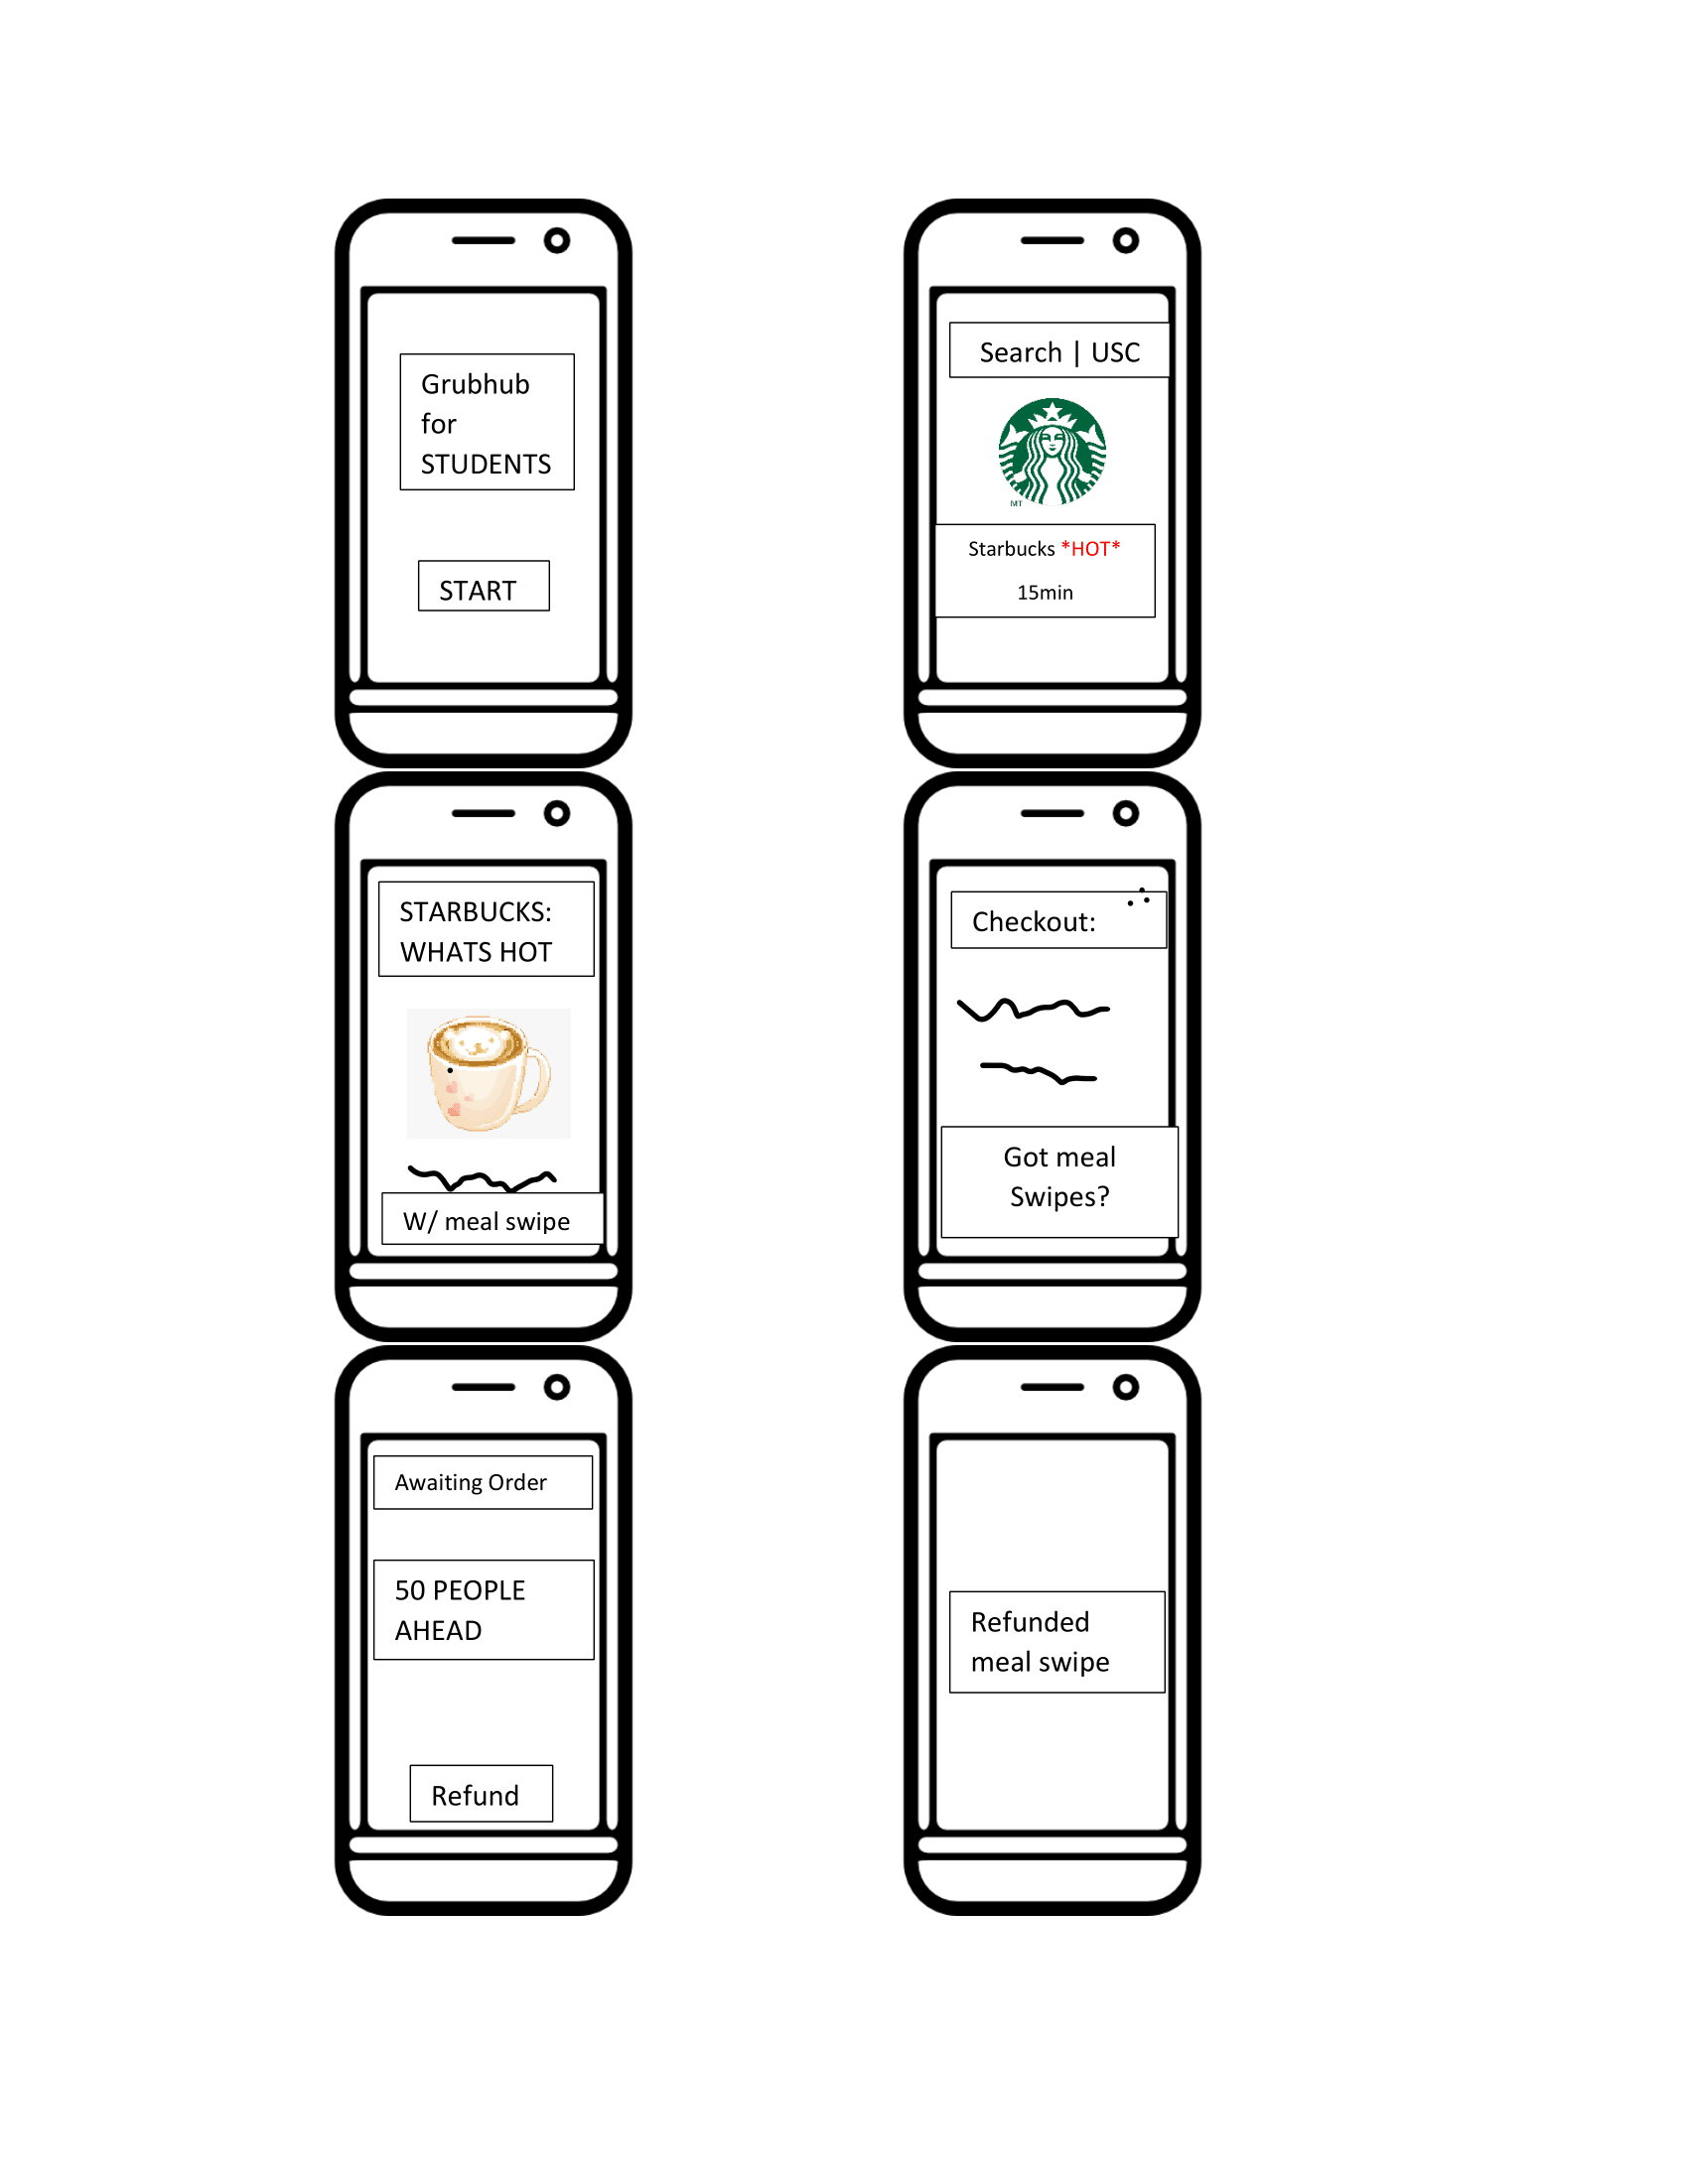 Grubhub
for
STUDENTS
START
Search | USC
MT
Starbucks *HOT*
15min
STARBUCKS:
WHATS HOT
W/ meal swipe
Checkout:
Got meal
Swipes?
Awaiting Order
50 PEOPLE
AHEAD
Refund
Refunded
meal swipe